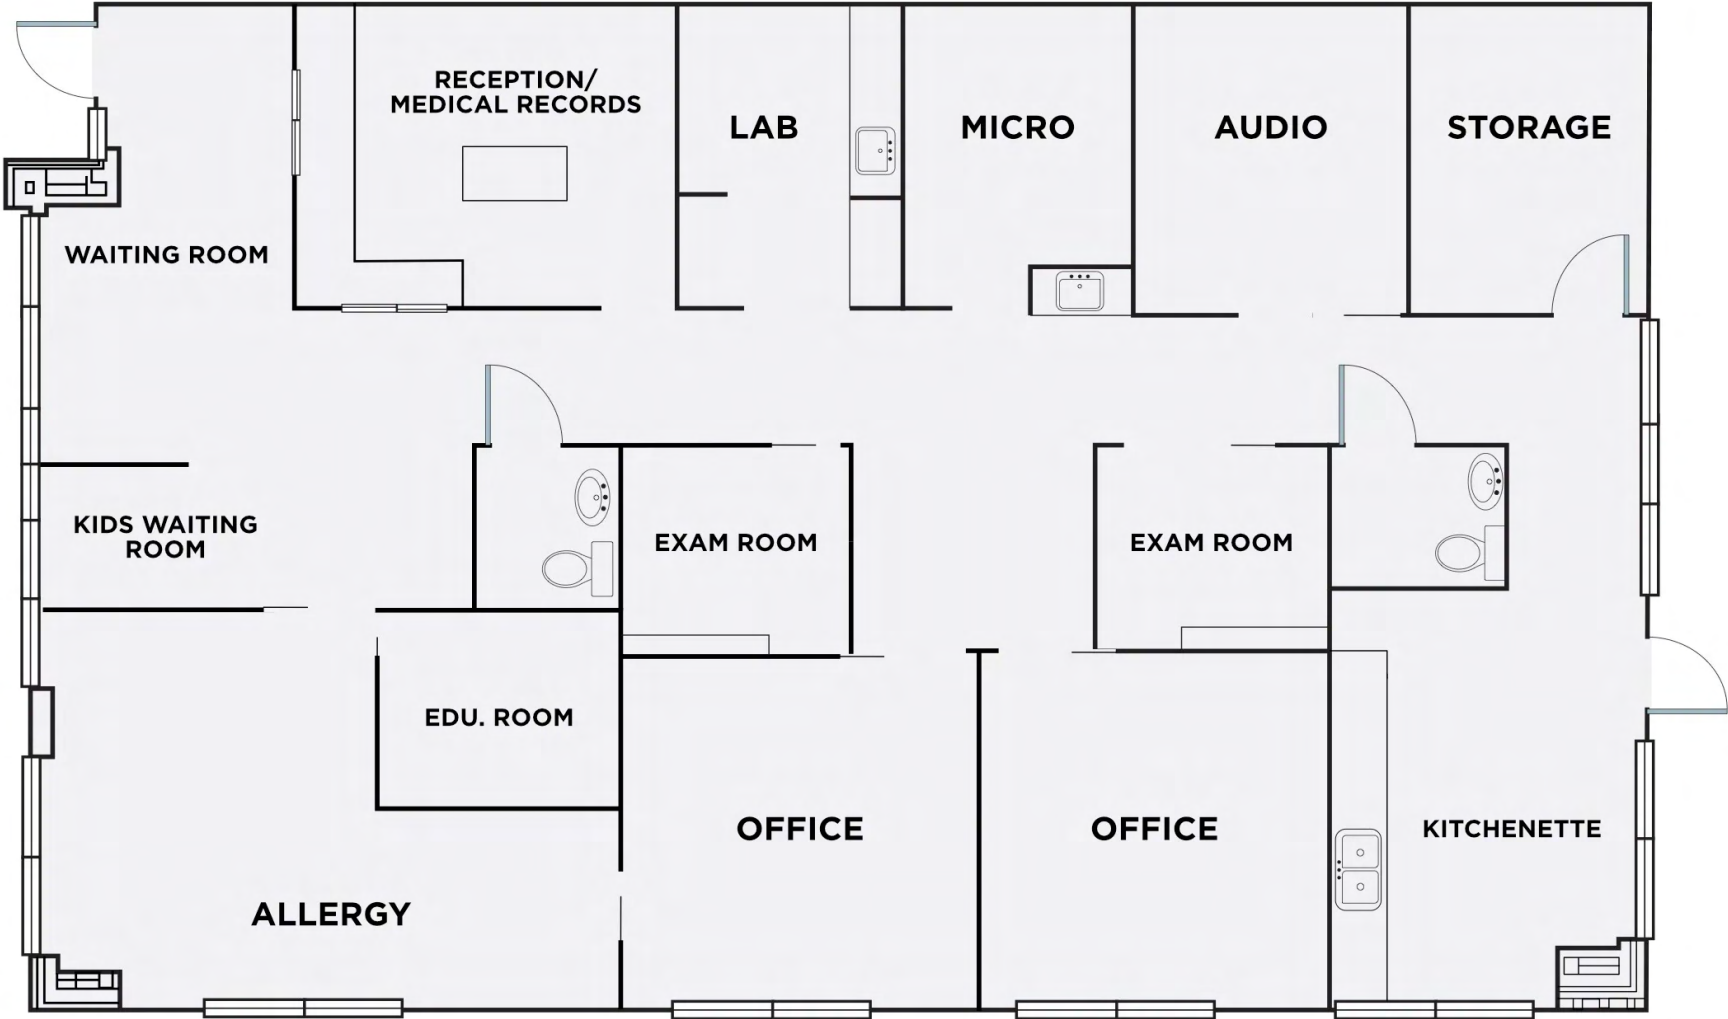 RECEPTION/
MEDICAL RECORDS
LAB
MICRO
AUDIO
STORAGE
WAITING ROOM
KIDS WAITING
ROOM
EXAM ROOM
EXAM ROOM
EDU. ROOM
OFFICE
OFFICE
KITCHENETTE
ALLERGY